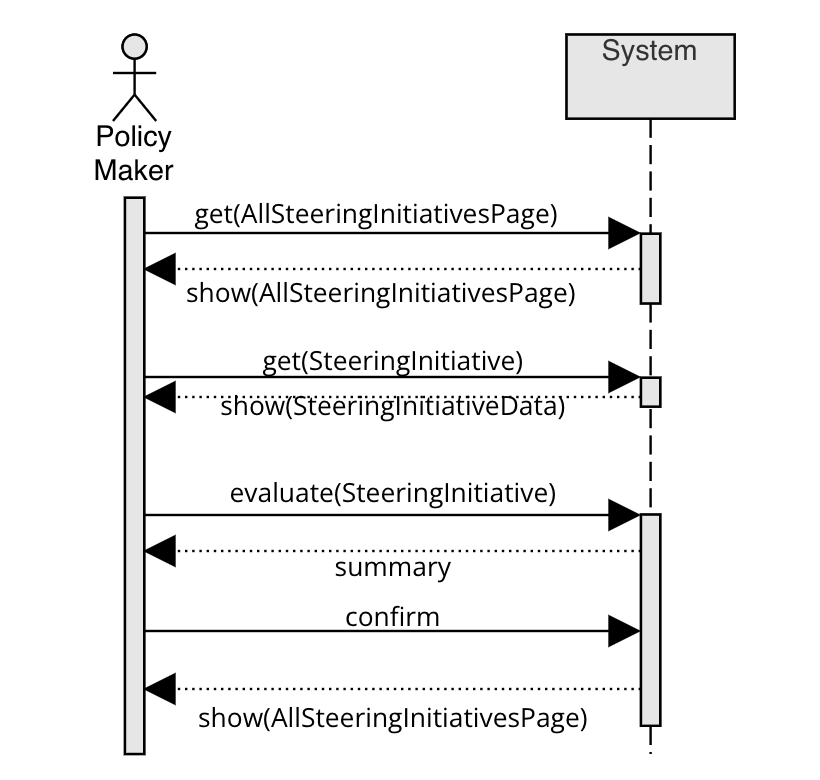 System
Policy
Maker
get(AllSteeringInitiativesPage)
show(AllSteeringInitiativesPage)
get(SteeringInitiative)
show(SteeringInitiativeData)
evaluate(SteeringInitiative)
summary
confirm
show(AllSteeringInitiativesPage)